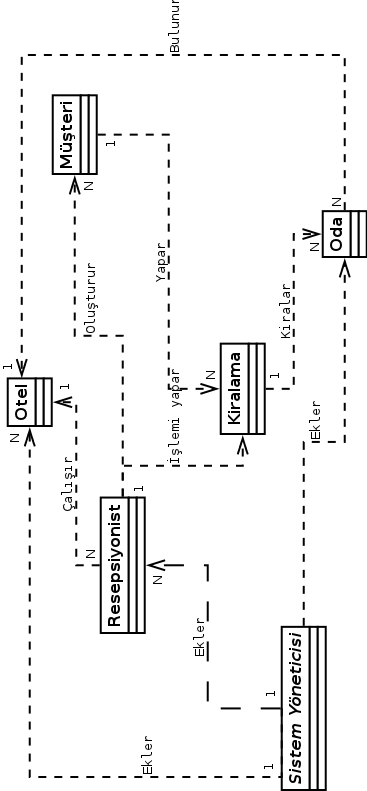 Bulunur
1
N
Müşteri
1
N
Oluşturur
Yapar
N
Oda
N
Kiralar
1
Kiralama
N
Otel
1
1
N
Çalışır
N
İşlemi yapar
1
Resepsiyonist
N
Ekler
Ekler
1
Sistem Yöneticisi
1
Ekler